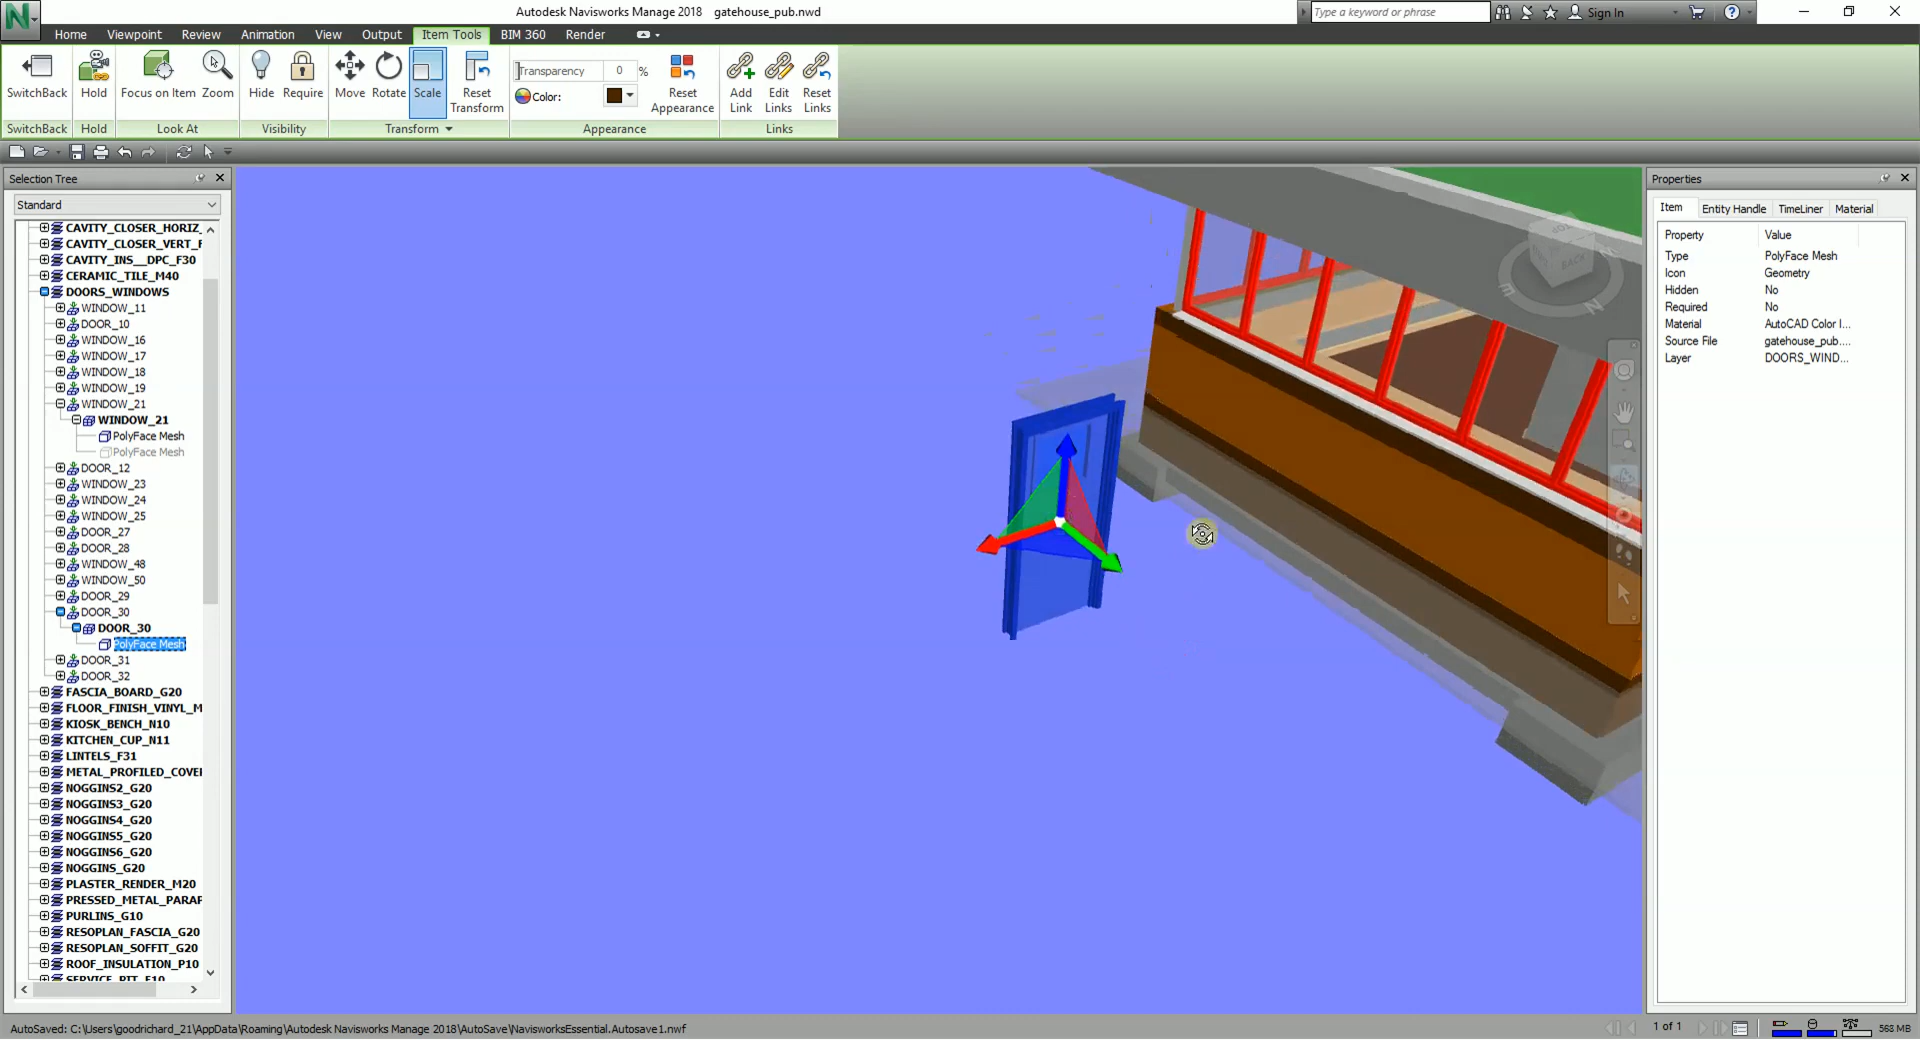 Autodesk Navisworks Manage 2018 gatehouse_pub.nwd
Type a keyword or phrase
Sign In
Home Viewpoint Review Animation View Output Item Tools BIM 360 Render
SwitchBack Hold Focus on Item Zoom Hide Require Move Rotate Scale Reset Transform
Transparency 0 %
Color:
Reset Appearance
Add Link
Edit Links
Reset Links
SwitchBack Hold Look At Visibility Transform Appearance Links
Selection Tree
Standard
CAVITY_CLOSER_HORIZ_
CAVITY_CLOSER_VERT_F
CAVITY_INS__DPC_F30
CERAMIC_TILE_M40
DOORS_WINDOWS
WINDOW_11
DOOR_10
WINDOW_16
WINDOW_17
WINDOW_18
WINDOW_19
WINDOW_21
WINDOW_21
PolyFace Mesh
PolyFace Mesh
DOOR_12
WINDOW_23
WINDOW_24
WINDOW_25
DOOR_27
DOOR_28
WINDOW_48
WINDOW_50
DOOR_29
DOOR_30
DOOR_30
PolyFace Mesh
DOOR_31
DOOR_32
FASCIA_BOARD_G20
FLOOR_FINISH_VINYL_M
KIOSK_BENCH_N10
KITCHEN_CUP_N11
LINTELS_F31
METAL_PROFILED_COVEI
NOGGINS2_G20
NOGGINS3_G20
NOGGINS4_G20
NOGGINS5_G20
NOGGINS6_G20
NOGGINS_G20
PLASTER_RENDER_M20
PRESSED_METAL_PARAF
PURLINS_G10
RESOPLAN_FASCIA_G20
RESOPLAN_SOFFIT_G20
ROOF_INSULATION_P10
SERVICE_PIT_E10
TOP
BACK
Properties
Item Entity Handle TimeLiner Material
Property Value
Type PolyFace Mesh
Icon Geometry
Hidden No
Required No
Material AutoCAD Color I...
Source File gatehouse_pub....
Layer DOORS_WIND...
AutoSaved: C:\Users\goodrichard_21\AppData\Roaming\Autodesk Navisworks Manage 2018\AutoSave\NavisworksEssential.Autosave1.nwf
1 of 1
568 MB